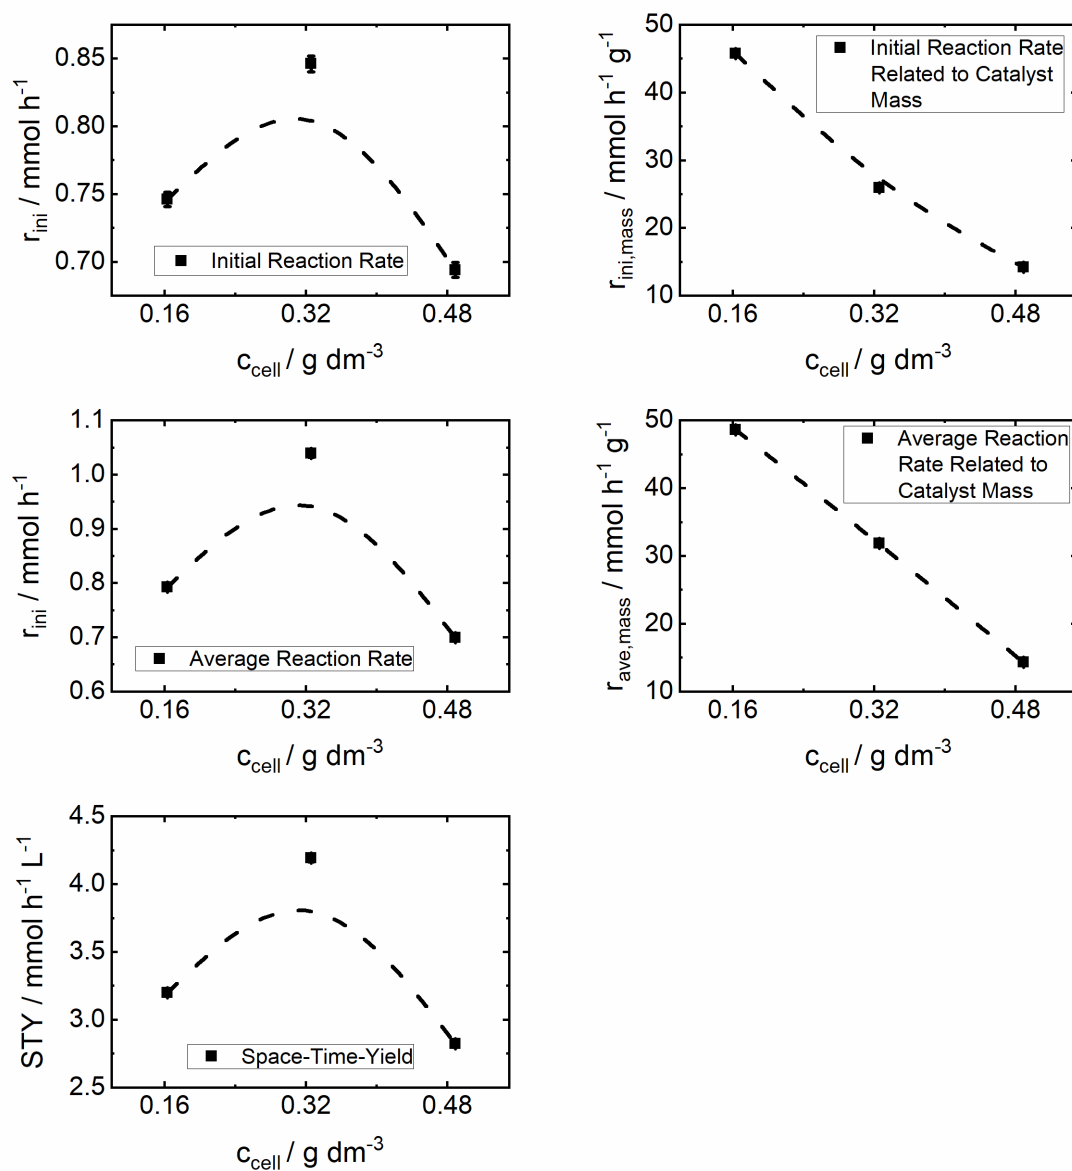 0.85
0.80
0.75
0.70
r_ini / mmol h⁻¹
Initial Reaction Rate
0.16 0.32 0.48
c_cell / g dm⁻³
50
40
30
20
10
r_ini,mass / mmol h⁻¹ g⁻¹
Initial Reaction Rate
Related to Catalyst
Mass
0.16 0.32 0.48
c_cell / g dm⁻³
1.1
1.0
0.9
0.8
0.7
0.6
r_ini / mmol h⁻¹
Average Reaction Rate
0.16 0.32 0.48
c_cell / g dm⁻³
50
40
30
20
10
r_ave,mass / mmol h⁻¹ g⁻¹
Average Reaction
Rate Related to
Catalyst Mass
0.16 0.32 0.48
c_cell / g dm⁻³
4.5
4.0
3.5
3.0
2.5
STY / mmol h⁻¹ L⁻¹
Space-Time-Yield
0.16 0.32 0.48
c_cell / g dm⁻³